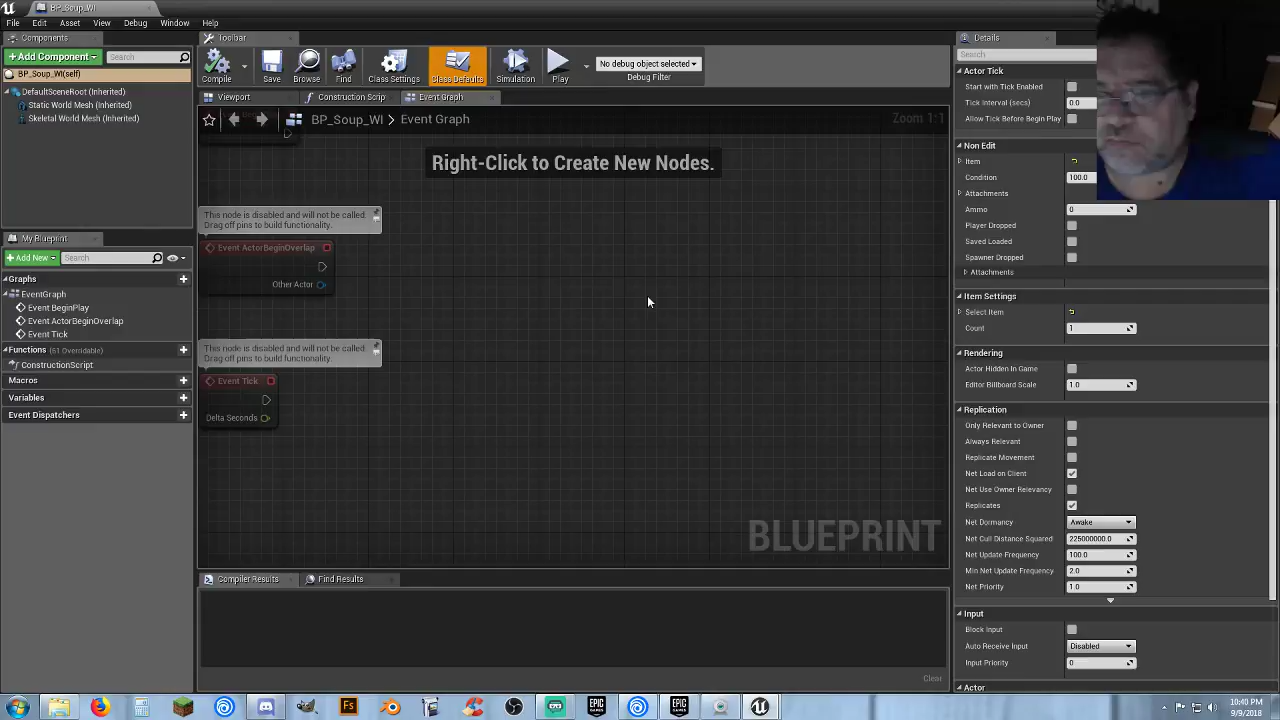 BP_Soup_WI
File Edit Asset View Debug Window Help
Components
Toolbar
Details
+ Add Component
Search
BP_Soup_WI(self)
DefaultSceneRoot (Inherited)
Static World Mesh (Inherited)
Skeletal World Mesh (Inherited)
Compile
Save
Browse
Find
Class Settings
Class Defaults
Simulation
Play
No debug object selected
Debug Filter
Viewport
Construction Scrip
Event Graph
BP_Soup_WI > Event Graph
Zoom 1:1
Right-Click to Create New Nodes.
This node is disabled and will not be called.
Drag off pins to build functionality.
Event ActorBeginOverlap
Other Actor
This node is disabled and will not be called.
Drag off pins to build functionality.
Event Tick
Delta Seconds
BLUEPRINT
My Blueprint
+ Add New
Search
Graphs
EventGraph
Event BeginPlay
Event ActorBeginOverlap
Event Tick
Functions (61 Overridable)
ConstructionScript
Macros
Variables
Event Dispatchers
Compiler Results
Find Results
Clear
Search
Actor Tick
Start with Tick Enabled
Tick Interval (secs) 0.0
Allow Tick Before Begin Play
Non Edit
Item
Condition 100.0
Attachments
Ammo 0
Player Dropped
Saved Loaded
Spawner Dropped
Attachments
Item Settings
Select Item
Count 1
Rendering
Actor Hidden In Game
Editor Billboard Scale 1.0
Replication
Only Relevant to Owner
Always Relevant
Replicate Movement
Net Load on Client
Net Use Owner Relevancy
Replicates
Net Dormancy Awake
Net Cull Distance Squared 225000000.0
Net Update Frequency 100.0
Min Net Update Frequency 2.0
Net Priority 1.0
Input
Block Input
Auto Receive Input Disabled
Input Priority 0
Actor
Fs
EPIC GAMES
EPIC GAMES
10:40 PM
9/9/2018